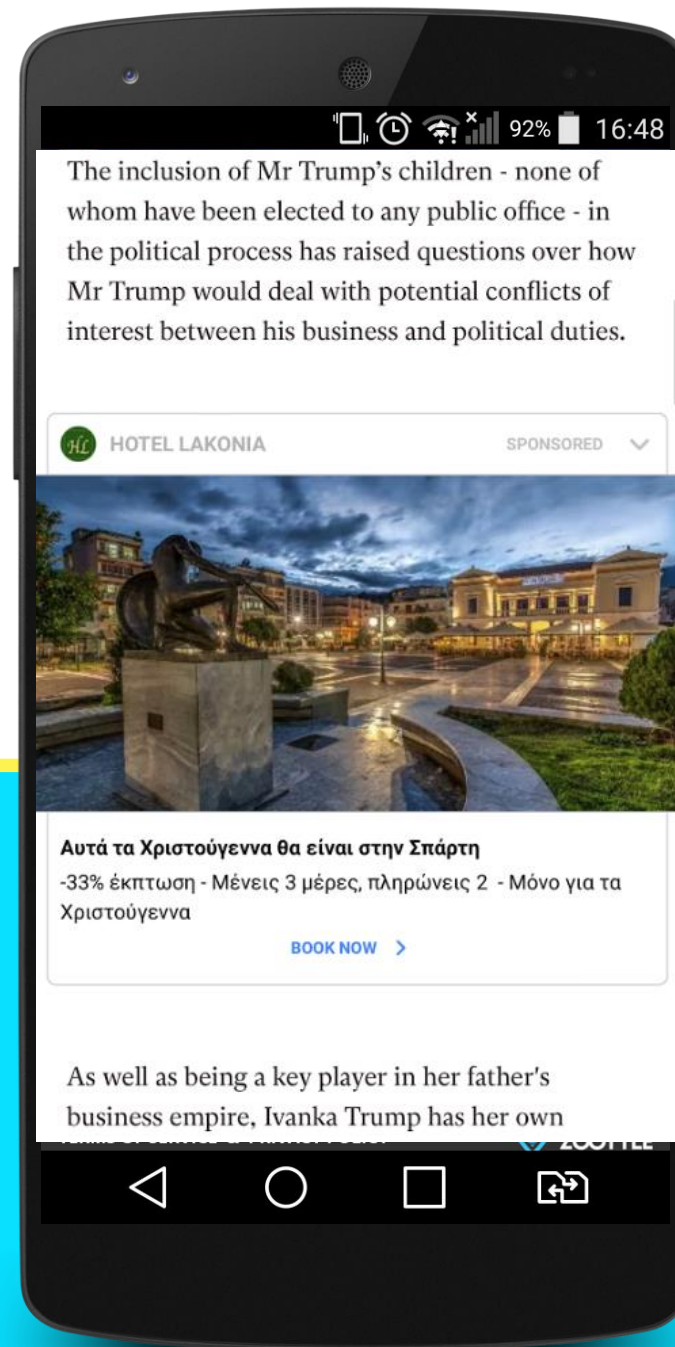 92% 16:48
The inclusion of Mr Trump's children - none of
whom have been elected to any public office - in
the political process has raised questions over how
Mr Trump would deal with potential conflicts of
interest between his business and political duties.
HL HOTEL LAKONIA SPONSORED
Αυτά τα Χριστούγεννα θα είναι στην Σπάρτη
-33% έκπτωση - Μένεις 3 μέρες, πληρώνεις 2 - Μόνο για τα
Χριστούγεννα
BOOK NOW
As well as being a key player in her father's
business empire, Ivanka Trump has her own